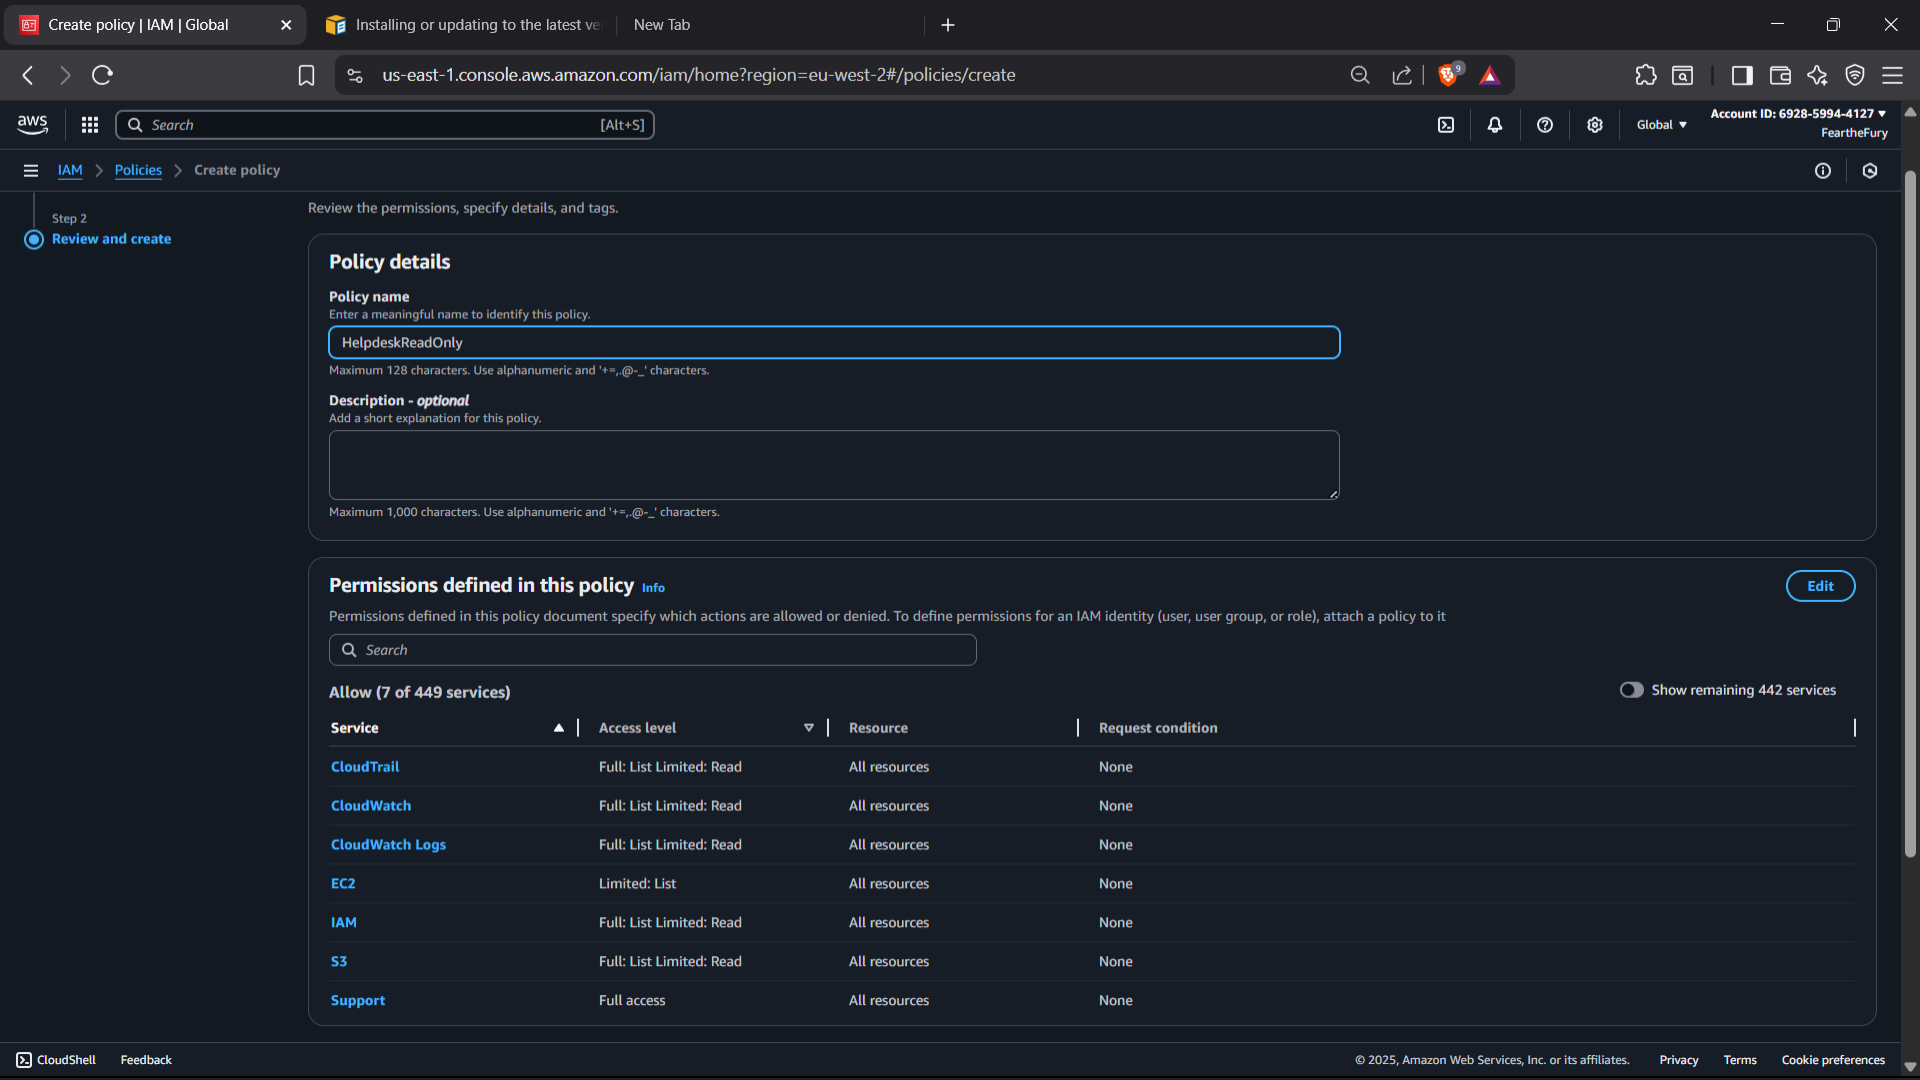 Create policy | IAM | Global
Installing or updating to the latest ve
New Tab
us-east-1.console.aws.amazon.com/iam/home?region=eu-west-2#/policies/create
9
aws
Search
[Alt+S]
Global
Account ID: 6928-5994-4127
FeartheFury
IAM
Policies
Create policy
Step 2
Review and create
Review the permissions, specify details, and tags.
Policy details
Policy name
Enter a meaningful name to identify this policy.
HelpdeskReadOnly
Maximum 128 characters. Use alphanumeric and '+=,.@-_' characters.
Description - optional
Add a short explanation for this policy.
Maximum 1,000 characters. Use alphanumeric and '+=,.@-_' characters.
Permissions defined in this policy Info
Edit
Permissions defined in this policy document specify which actions are allowed or denied. To define permissions for an IAM identity (user, user group, or role), attach a policy to it
Search
Allow (7 of 449 services)
Show remaining 442 services
Service Access level Resource Request condition
CloudTrail Full: List Limited: Read All resources None
CloudWatch Full: List Limited: Read All resources None
CloudWatch Logs Full: List Limited: Read All resources None
EC2 Limited: List All resources None
IAM Full: List Limited: Read All resources None
S3 Full: List Limited: Read All resources None
Support Full access All resources None
CloudShell
Feedback
© 2025, Amazon Web Services, Inc. or its affiliates.
Privacy
Terms
Cookie preferences